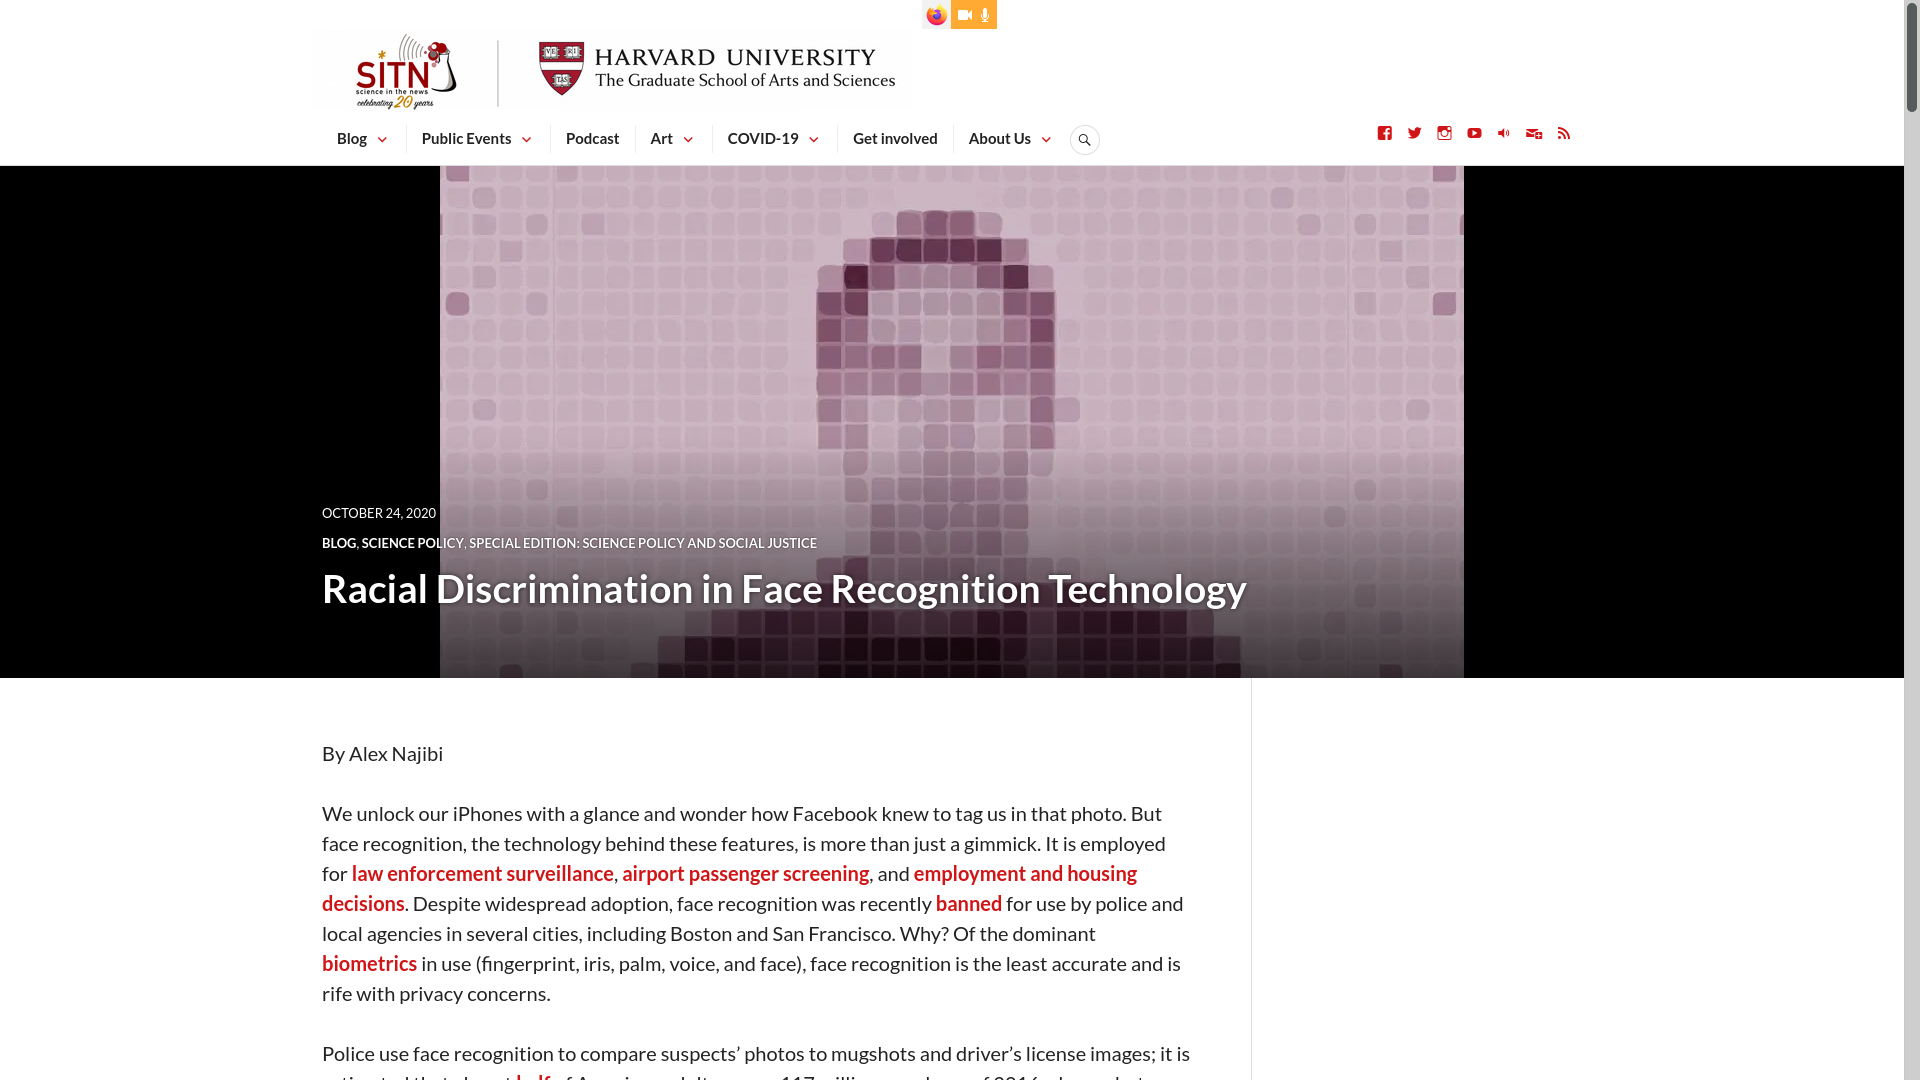 SITN
science in the news
celebrating 20 years
VE RI
TAS
HARVARD UNIVERSITY
The Graduate School of Arts and Sciences
Blog
Public Events
Podcast
Art
COVID-19
Get involved
About Us
OCTOBER 24, 2020
BLOG, SCIENCE POLICY, SPECIAL EDITION: SCIENCE POLICY AND SOCIAL JUSTICE
Racial Discrimination in Face Recognition Technology
By Alex Najibi
We unlock our iPhones with a glance and wonder how Facebook knew to tag us in that photo. But
face recognition, the technology behind these features, is more than just a gimmick. It is employed
for law enforcement surveillance, airport passenger screening, and employment and housing
decisions. Despite widespread adoption, face recognition was recently banned for use by police and
local agencies in several cities, including Boston and San Francisco. Why? Of the dominant
biometrics in use (fingerprint, iris, palm, voice, and face), face recognition is the least accurate and is
rife with privacy concerns.
Police use face recognition to compare suspects’ photos to mugshots and driver’s license images; it is